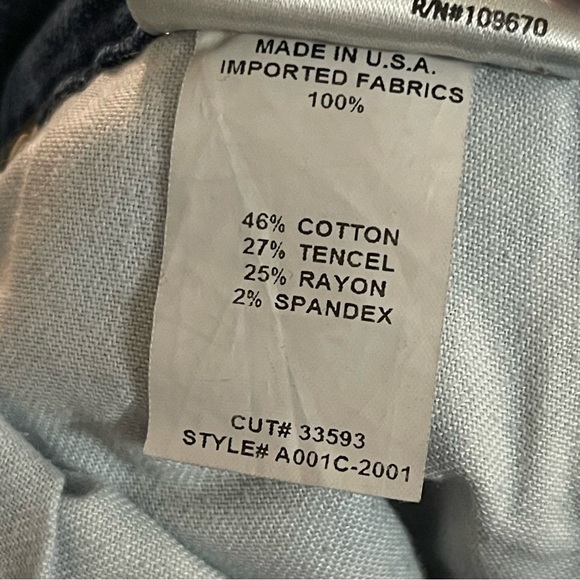 R/N#109670
MADE IN U.S.A.
IMPORTED FABRICS
100%
46% COTTON
27% TENCEL
25% RAYON
2% SPANDEX
CUT# 33593
STYLE# A001C-2001